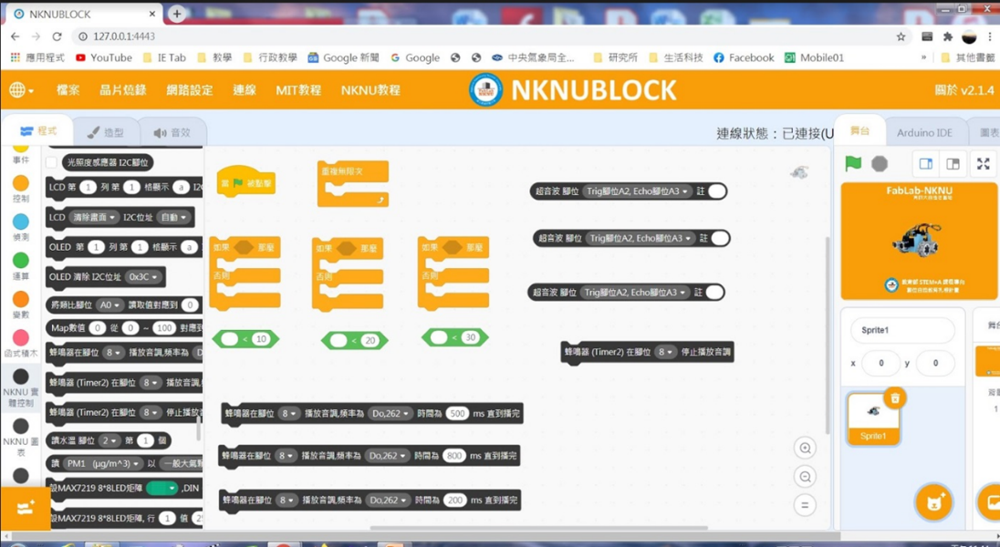 NKNUBLOCK
127.0.0.1:4443
應用程式 YouTube IE Tab 教學 行政教學 Google 新聞 Google 中央氣象局全... 研究所 生活科技 Facebook Mobile01 » 其他書籤
檔案 晶片燒錄 網路設定 連線 MIT教程 NKNU教程 NKNUBLOCK 關於 v2.1.4
程式 造型 音效 連線狀態：已連接(U 舞台 Arduino IDE 圖表
事件
控制
偵測
運算
變數
函式積木
NKNU 實
體控制
NKNU 圖
表
光照度感應器 I2C腳位
LCD 第 1 列 第 1 格顯示 a I2C
LCD 清除畫面 I2C位址 自動
OLED 第 1 列 第 1 格顯示 a
OLED 清除 I2C位址 0x3C
將類比腳位 A0 讀取值對應到 0
Map數值 0 從 0 ~ 100 對應到
蜂鳴器在腳位 8 播放音調,頻率為 D
蜂鳴器 (Timer2) 在腳位 8 播放音調,
蜂鳴器 (Timer2) 在腳位 8 停止播放音
讀水溫 腳位 2 第 1 個
讀 PM1 (μg/m^3) 以 一般大氣
設MAX7219 8*8LED矩陣 ,DIN
設MAX7219 8*8LED矩陣, 行 1 值
當 被點擊
重複無限次
如果 那麼
否則
如果 那麼
否則
如果 那麼
否則
< 10
< 20
< 30
超音波 腳位 Trig腳位A2, Echo腳位A3 註
超音波 腳位 Trig腳位A2, Echo腳位A3 註
超音波 腳位 Trig腳位A2, Echo腳位A3 註
蜂鳴器 (Timer2) 在腳位 8 停止播放音調
蜂鳴器在腳位 8 播放音調,頻率為 Do,262 時間為 500 ms 直到播完
蜂鳴器在腳位 8 播放音調,頻率為 Do,262 時間為 800 ms 直到播完
蜂鳴器在腳位 8 播放音調,頻率為 Do,262 時間為 200 ms 直到播完
FabLab-NKNU
Sprite1
x 0 y 0
Sprite1
舞台
背景
1